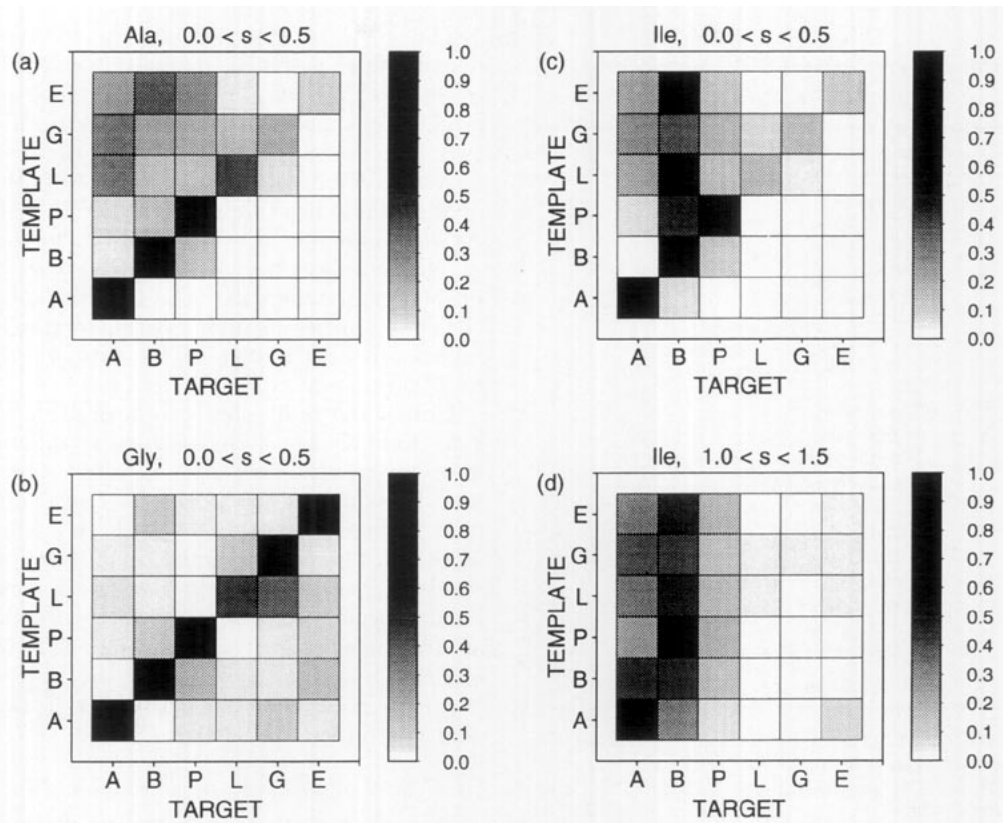 (a) Ala, 0.0 < s < 0.5
TEMPLATE
E
G
L
P
B
A
A B P L G E
TARGET
1.0
0.9
0.8
0.7
0.6
0.5
0.4
0.3
0.2
0.1
0.0
(c) Ile, 0.0 < s < 0.5
TEMPLATE
E
G
L
P
B
A
A B P L G E
TARGET
1.0
0.9
0.8
0.7
0.6
0.5
0.4
0.3
0.2
0.1
0.0
(b) Gly, 0.0 < s < 0.5
TEMPLATE
E
G
L
P
B
A
A B P L G E
TARGET
1.0
0.9
0.8
0.7
0.6
0.5
0.4
0.3
0.2
0.1
0.0
(d) Ile, 1.0 < s < 1.5
TEMPLATE
E
G
L
P
B
A
A B P L G E
TARGET
1.0
0.9
0.8
0.7
0.6
0.5
0.4
0.3
0.2
0.1
0.0